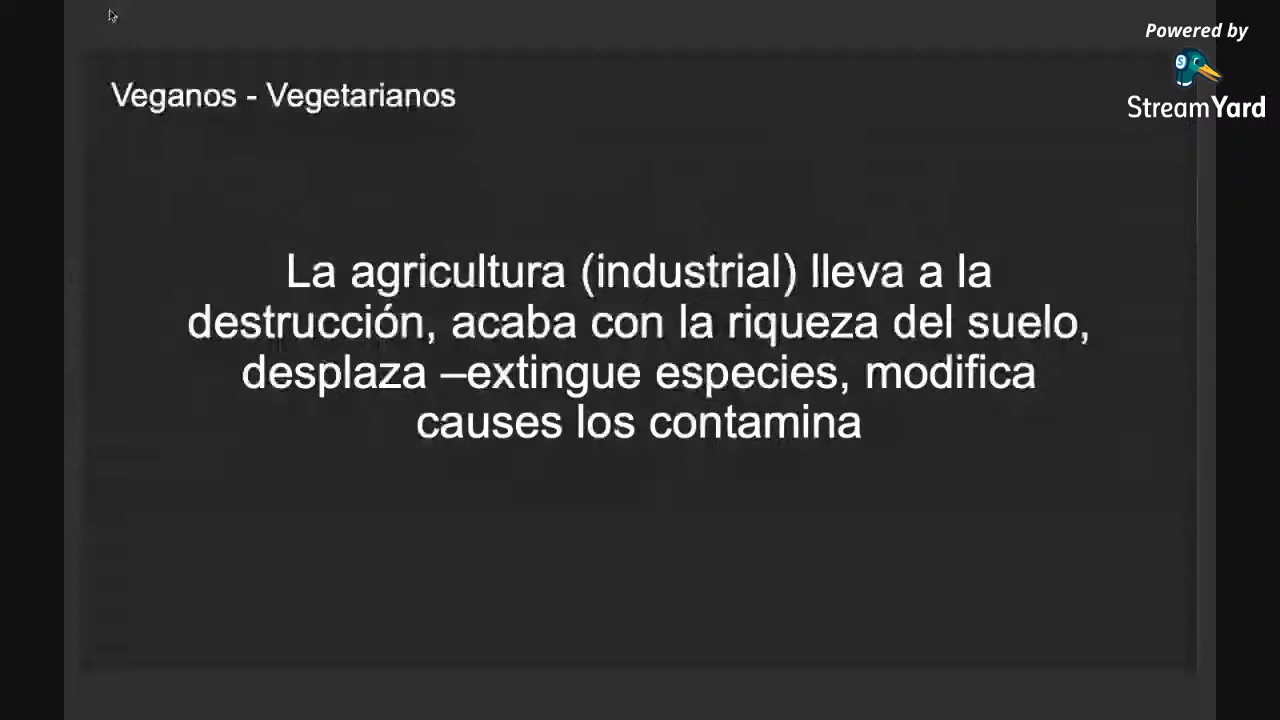 Powered by
StreamYard
Veganos - Vegetarianos
La agricultura (industrial) lleva a la
destrucción, acaba con la riqueza del suelo,
desplaza –extingue especies, modifica
causes los contamina